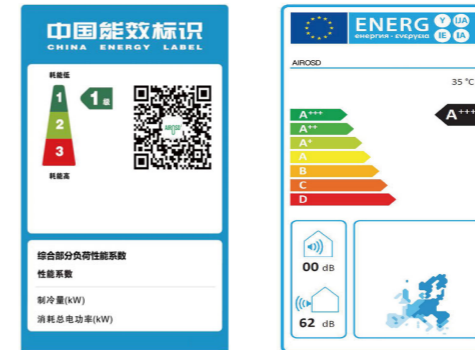 中国能效标识
CHINA ENERGY LABEL
耗能低
1
2
3
1级
耗能高
综合部分负荷性能系数
性能系数
制冷量(kW)
消耗总电功率(kW)
ENERG Y UA
енергия · ενεργεια IE IA
AIROSD
35 °C
A+++
A++
A+
A
B
C
D
A+++
00 dB
62 dB